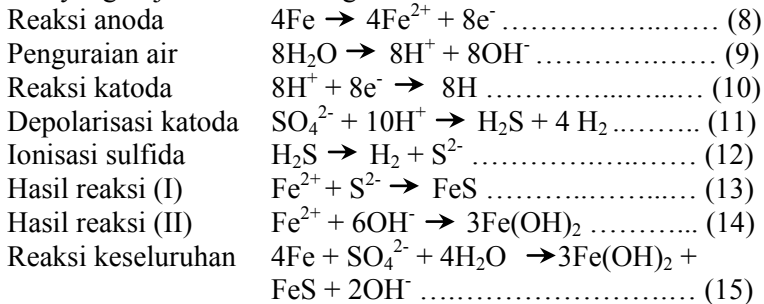 Reaksi anoda 4Fe → 4Fe²⁺ + 8e⁻ ……………….…… (8)
Penguraian air 8H₂O → 8H⁺ + 8OH⁻ ……………..…. (9)
Reaksi katoda 8H⁺ + 8e⁻ → 8H …………...…..…… (10)
Depolarisasi katoda SO₄²⁻ + 10H⁺ → H₂S + 4 H₂ ..…….. (11)
Ionisasi sulfida H₂S → H₂ + S²⁻ ………………..….…… (12)
Hasil reaksi (I) Fe²⁺ + S²⁻ → FeS ………….……..…. (13)
Hasil reaksi (II) Fe²⁺ + 6OH⁻ → 3Fe(OH)₂ ……….. (14)
Reaksi keseluruhan 4Fe + SO₄²⁻ + 4H₂O → 3Fe(OH)₂ +
FeS + 2OH⁻ ….………………..…… (15)